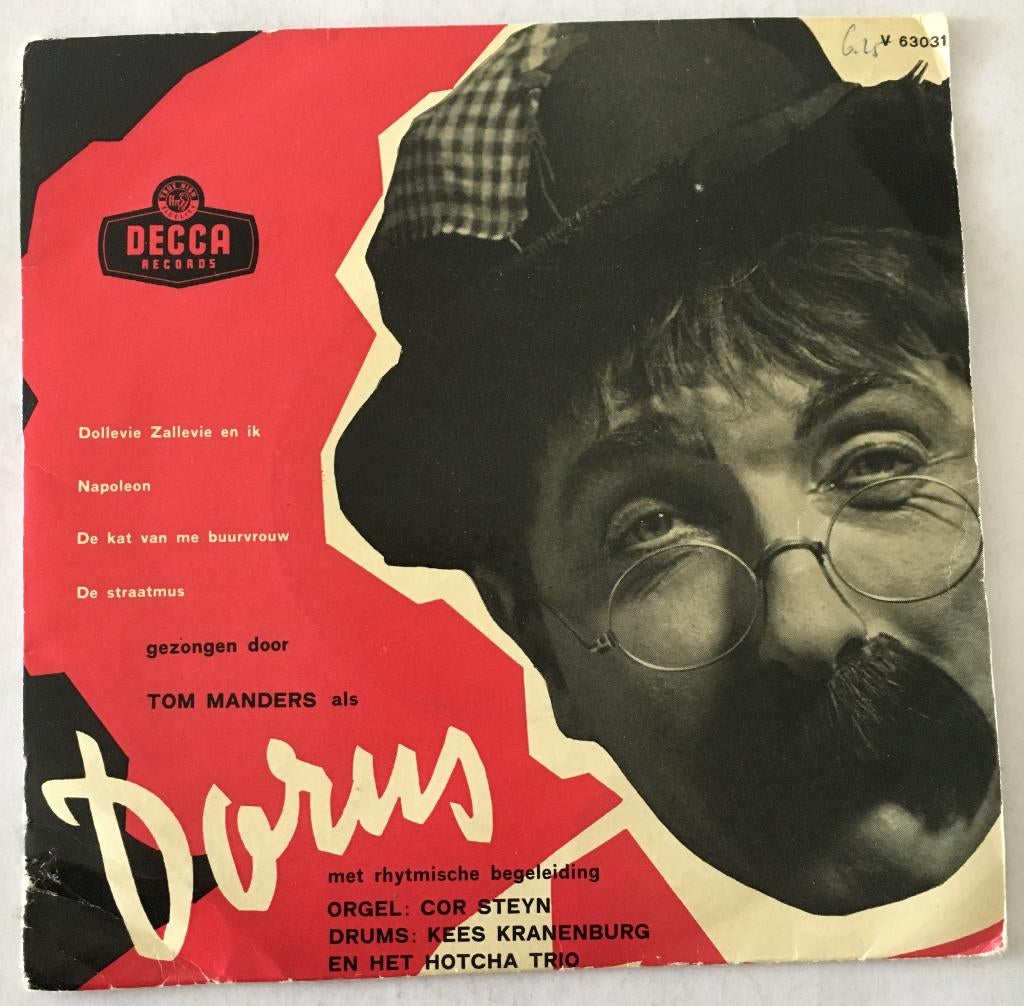 V 63031
DECCA
RECORDS
Dollevie Zallevie en ik
Napoleon
De kat van me buurvrouw
De straatmus
gezongen door
TOM MANDERS als
Dorus
met rhytmische begeleiding
ORGEL: COR STEYN
DRUMS: KEES KRANENBURG
EN HET HOTCHA TRIO